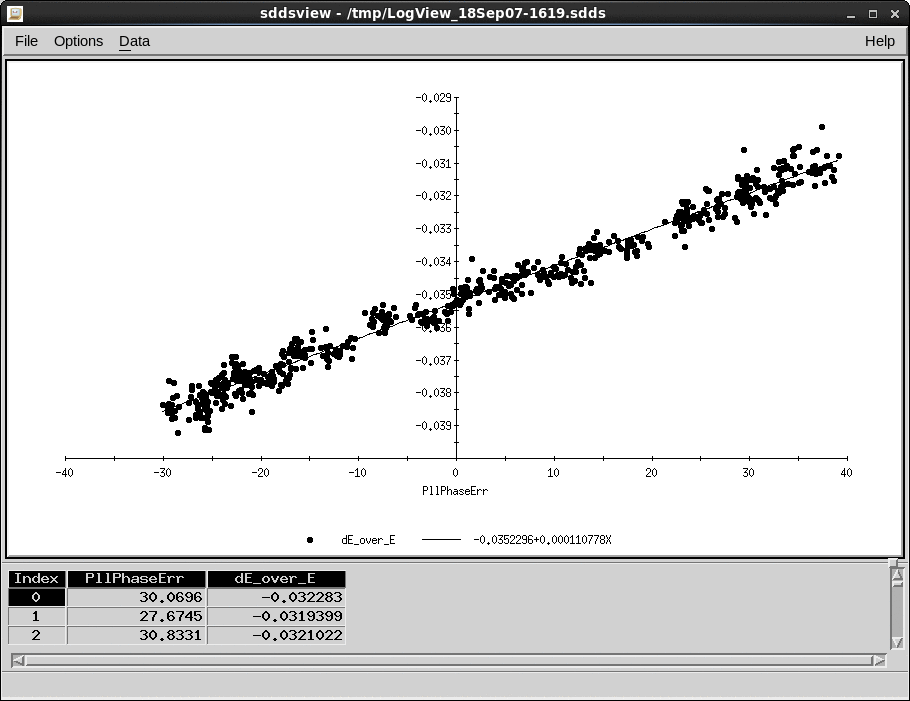 sddsview - /tmp/LogView_18Sep07-1619.sdds
File Options Data Help
-0.029
-0.030
-0.031
-0.032
-0.033
-0.034
-0.035
-0.036
-0.037
-0.038
-0.039
-40 -30 -20 -10 0 10 20 30 40
PllPhaseErr
dE_over_E -0.0352296+0.000110778X
Index PllPhaseErr dE_over_E
0 30.0696 -0.032283
1 27.6745 -0.0319399
2 30.8331 -0.0321022